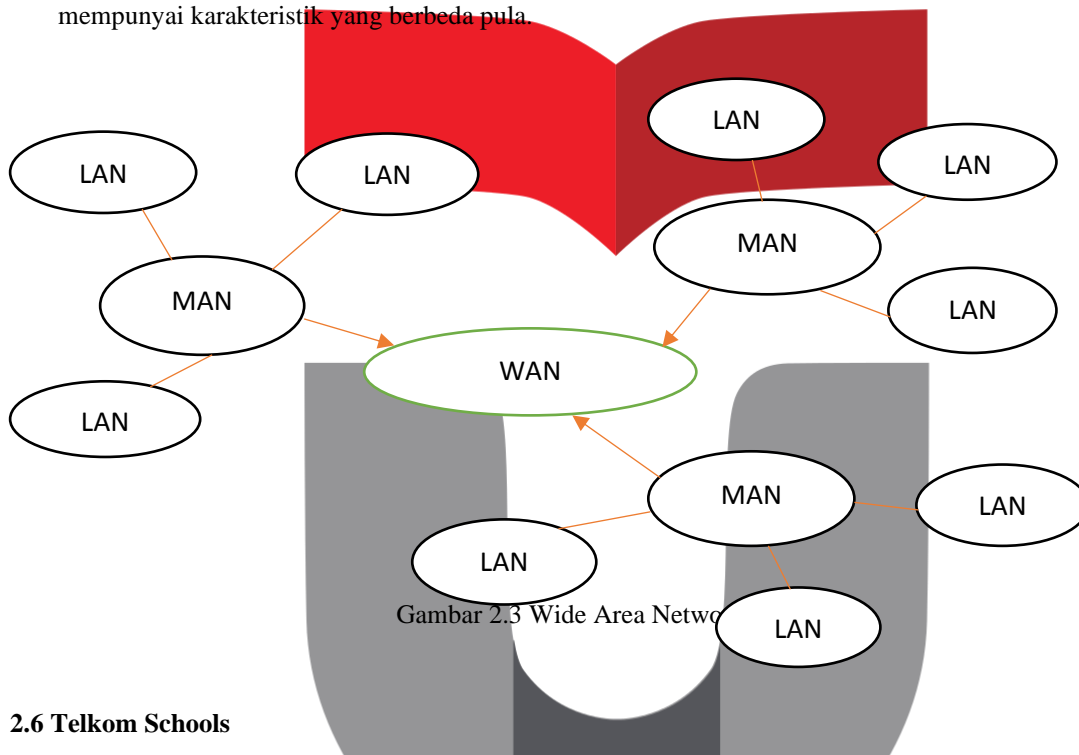 mempunyai karakteristik yang berbeda pula.
LAN
LAN
LAN
LAN
MAN
MAN
LAN
WAN
LAN
MAN
LAN
LAN
Gambar 2.3 Wide Area Netwo
LAN
2.6 Telkom Schools